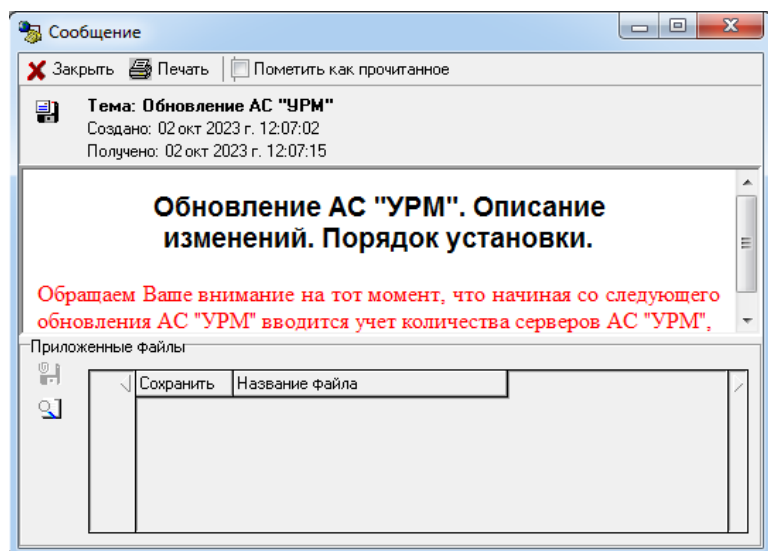 Сообщение
Закрыть Печать Пометить как прочитанное
Тема: Обновление АС "УРМ"
Создано: 02 окт 2023 г. 12:07:02
Получено: 02 окт 2023 г. 12:07:15
Обновление АС "УРМ". Описание
изменений. Порядок установки.
Обращаем Ваше внимание на тот момент, что начиная со следующего
обновления АС "УРМ" вводится учет количества серверов АС "УРМ",
Приложенные файлы
Сохранить Название файла